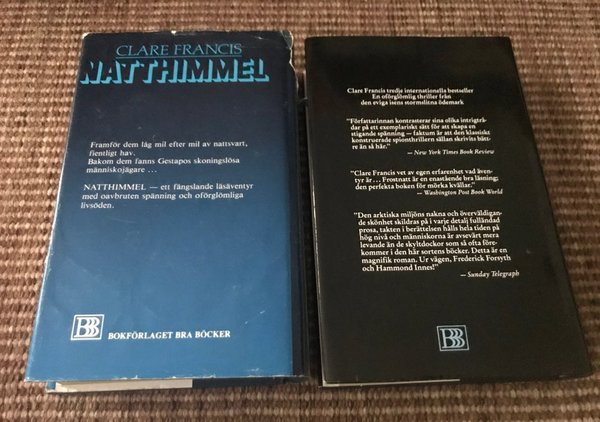 CLARE FRANCIS
NATTHIMMEL
Framför dem låg mil efter mil av nattsvart,
fientligt hav.
Bakom dem fanns Gestapos skoningslösa
människojägare ...
NATTHIMMEL — ett fängslande läsäventyr
med oavbruten spänning och oförglömliga
livsöden.
BBB
BOKFÖRLAGET BRA BÖCKER
Clare Francis tredje internationella bestseller
En oförglömlig thriller från
den eviga isens stormslitna ödemark
"Författarinnan kontrasterar sina olika intrigträ-
dar på ett exemplariskt sätt för att skapa en
stigande spänning — faktum är att den klassiskt
konstruerade spionthrillern sällan skrivits bätt-
re än så här."
— New York Times Book Review
"Clare Francis vet av egen erfarenhet vad även-
tyr är... Frostnatt är en enastående bra läsning;
den perfekta boken för mörka kvällar."
— Washington Post Book World
"Den arktiska miljöns nakna och överväldigan-
de skönhet skildras på i varje detalj fulländad
prosa, takten i berättelsen hålls hela tiden på
hög nivå och människorna är avsevärt mera
levande än de skyltdockor som så ofta före-
kommer i den här sortens böcker. Detta är en
magnifik roman. Ur vägen, Frederick Forsyth
och Hammond Innes!"
— Sunday Telegraph
BBB